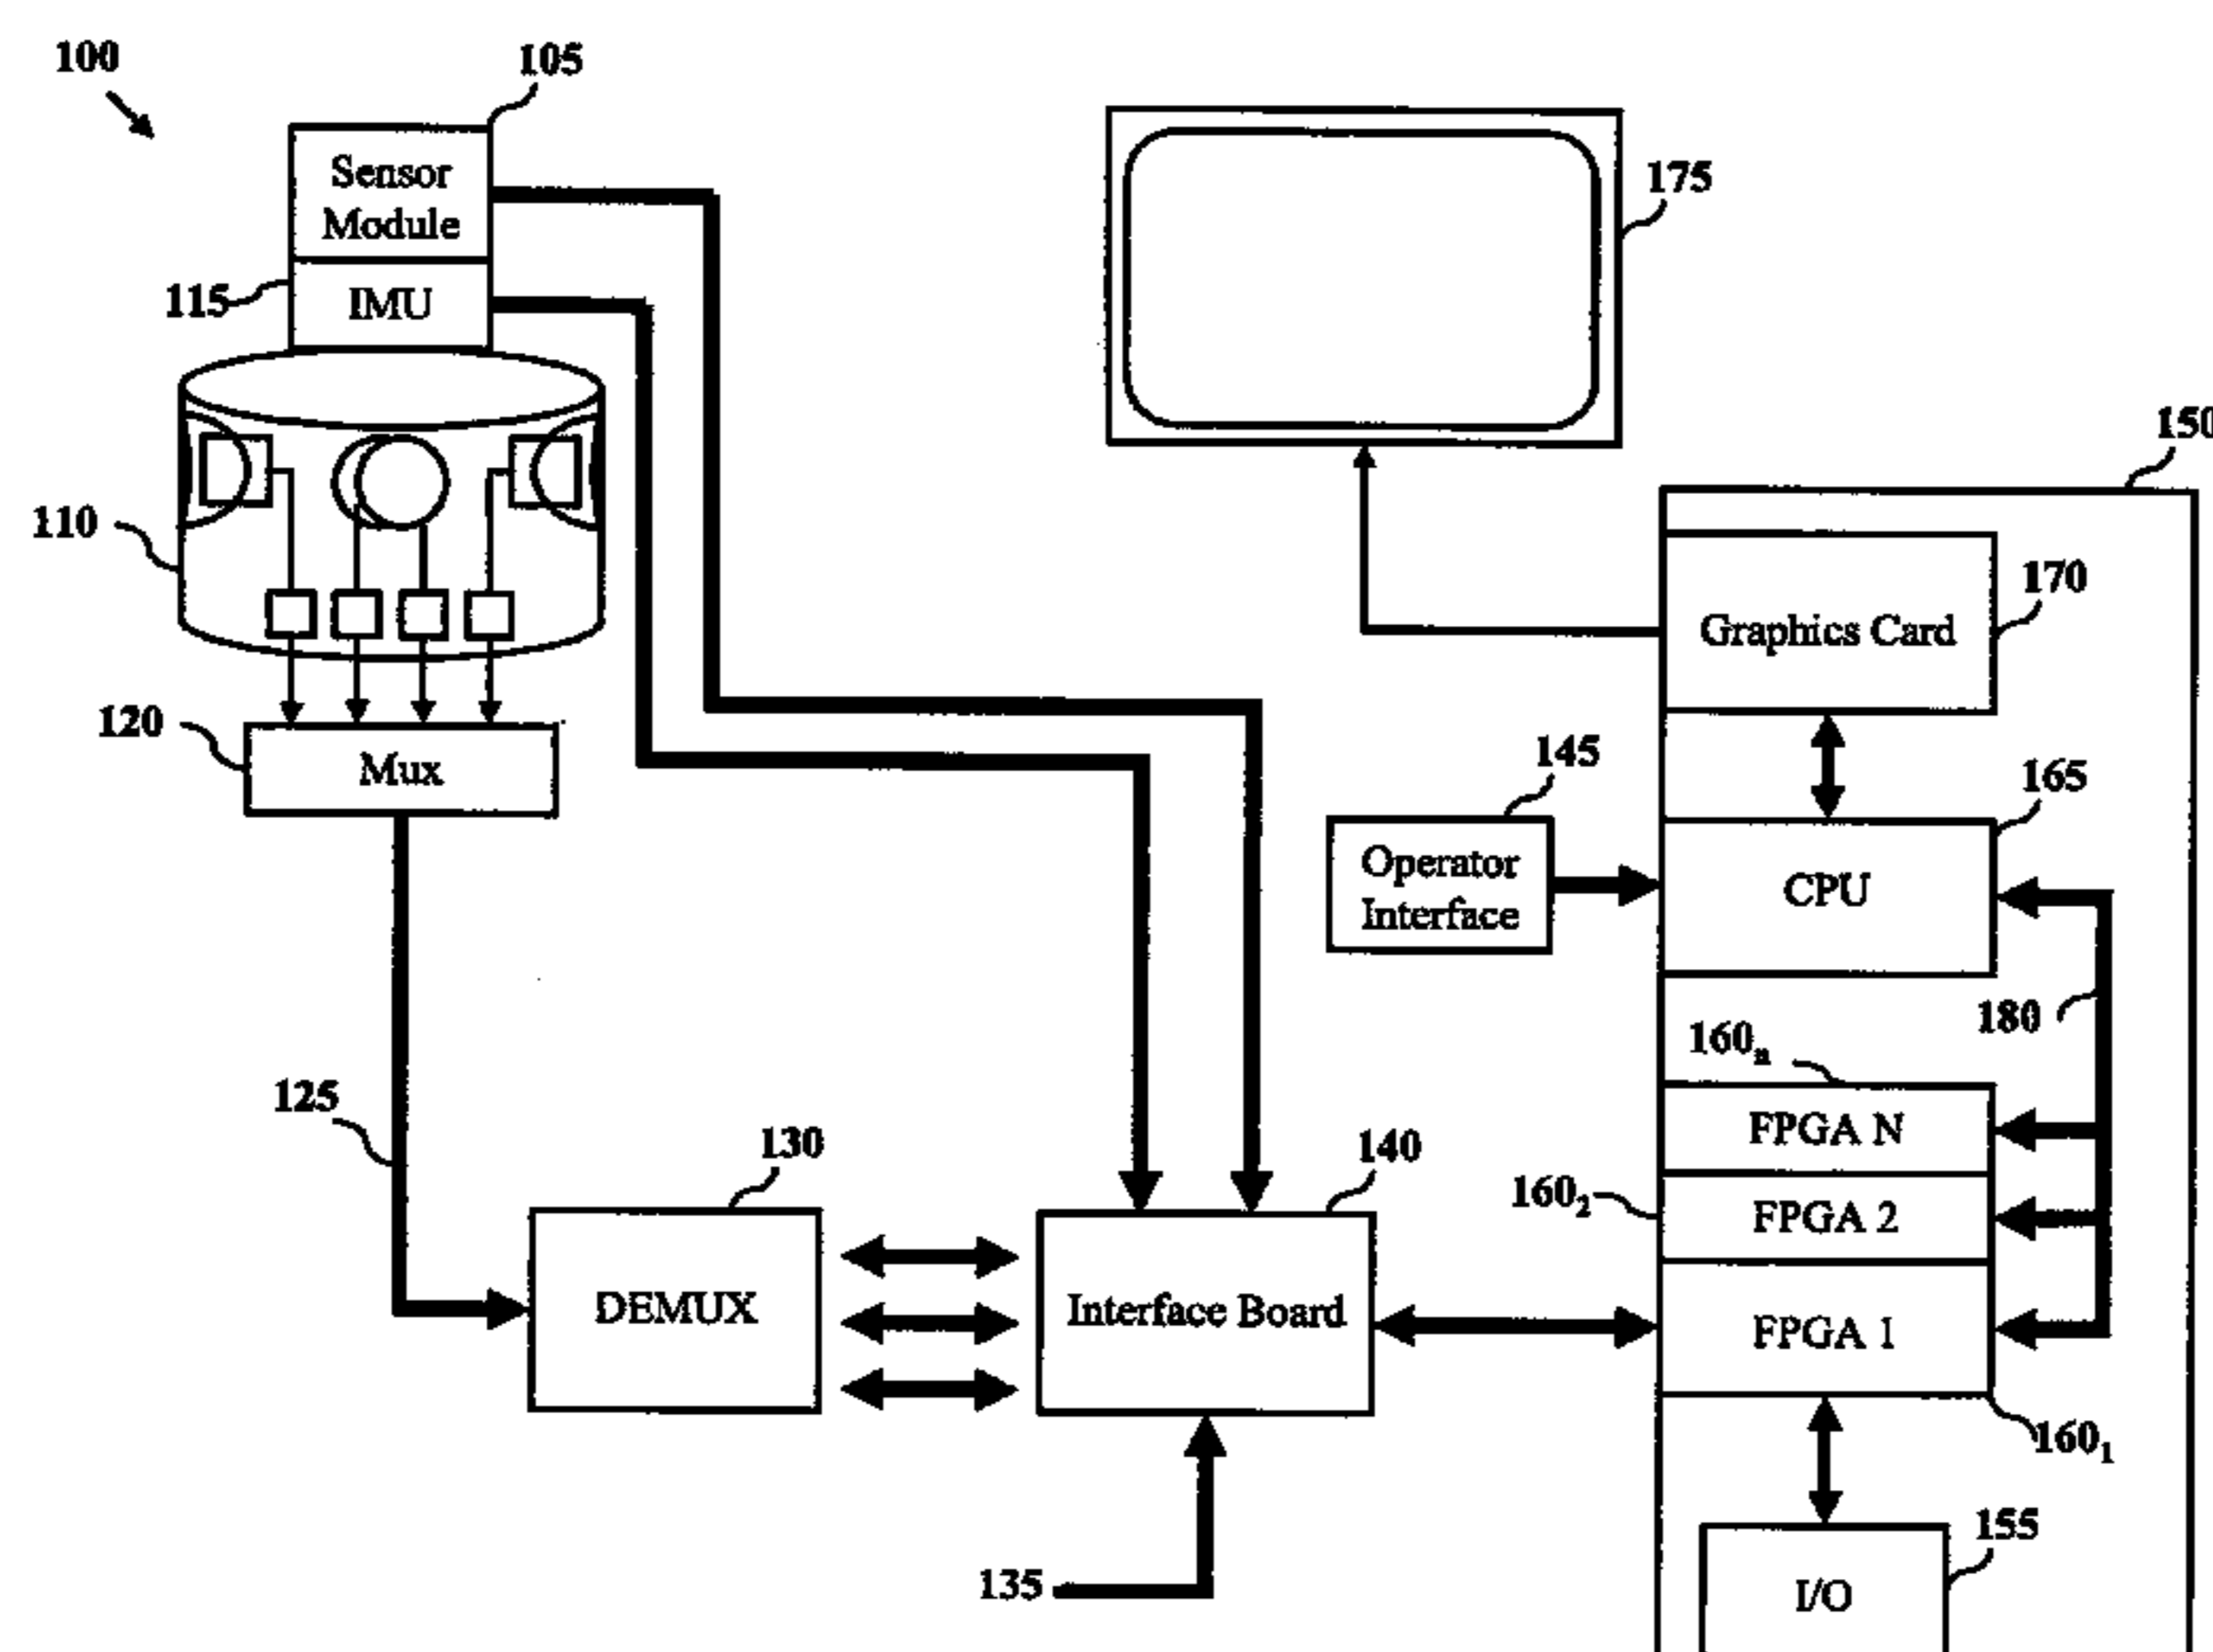 100
105
Sensor
Module
115
IMU
175
110
150
170
Graphics Card
120
Mux
145
165
Operator
Interface
CPU
180
160n
125
130
140
FPGA N
1602
FPGA 2
DEMUX
Interface Board
FPGA 1
1601
135
155
I/O